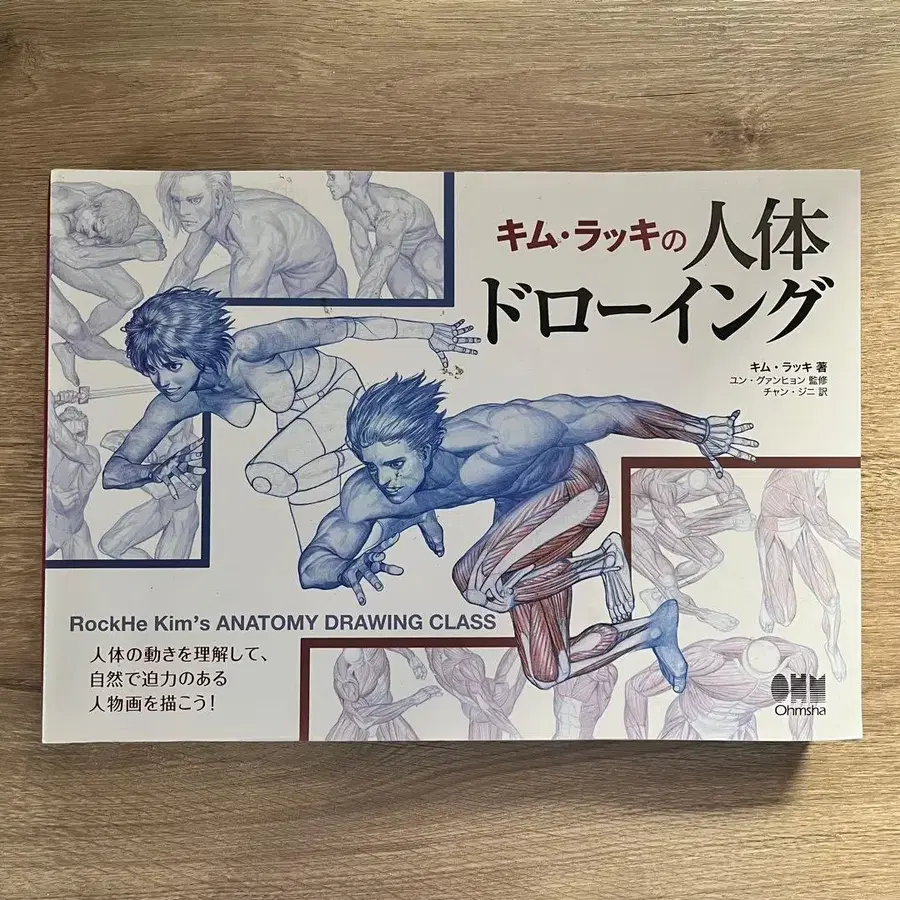 キム・ラッキの人体
ドローイング
キム・ラッキ 著
ユン・グァンヒョン 監修
チャン・ジニ 訳
RockHe Kim's ANATOMY DRAWING CLASS
人体の動きを理解して、
自然で迫力のある
人物画を描こう!
OHM
Ohmsha